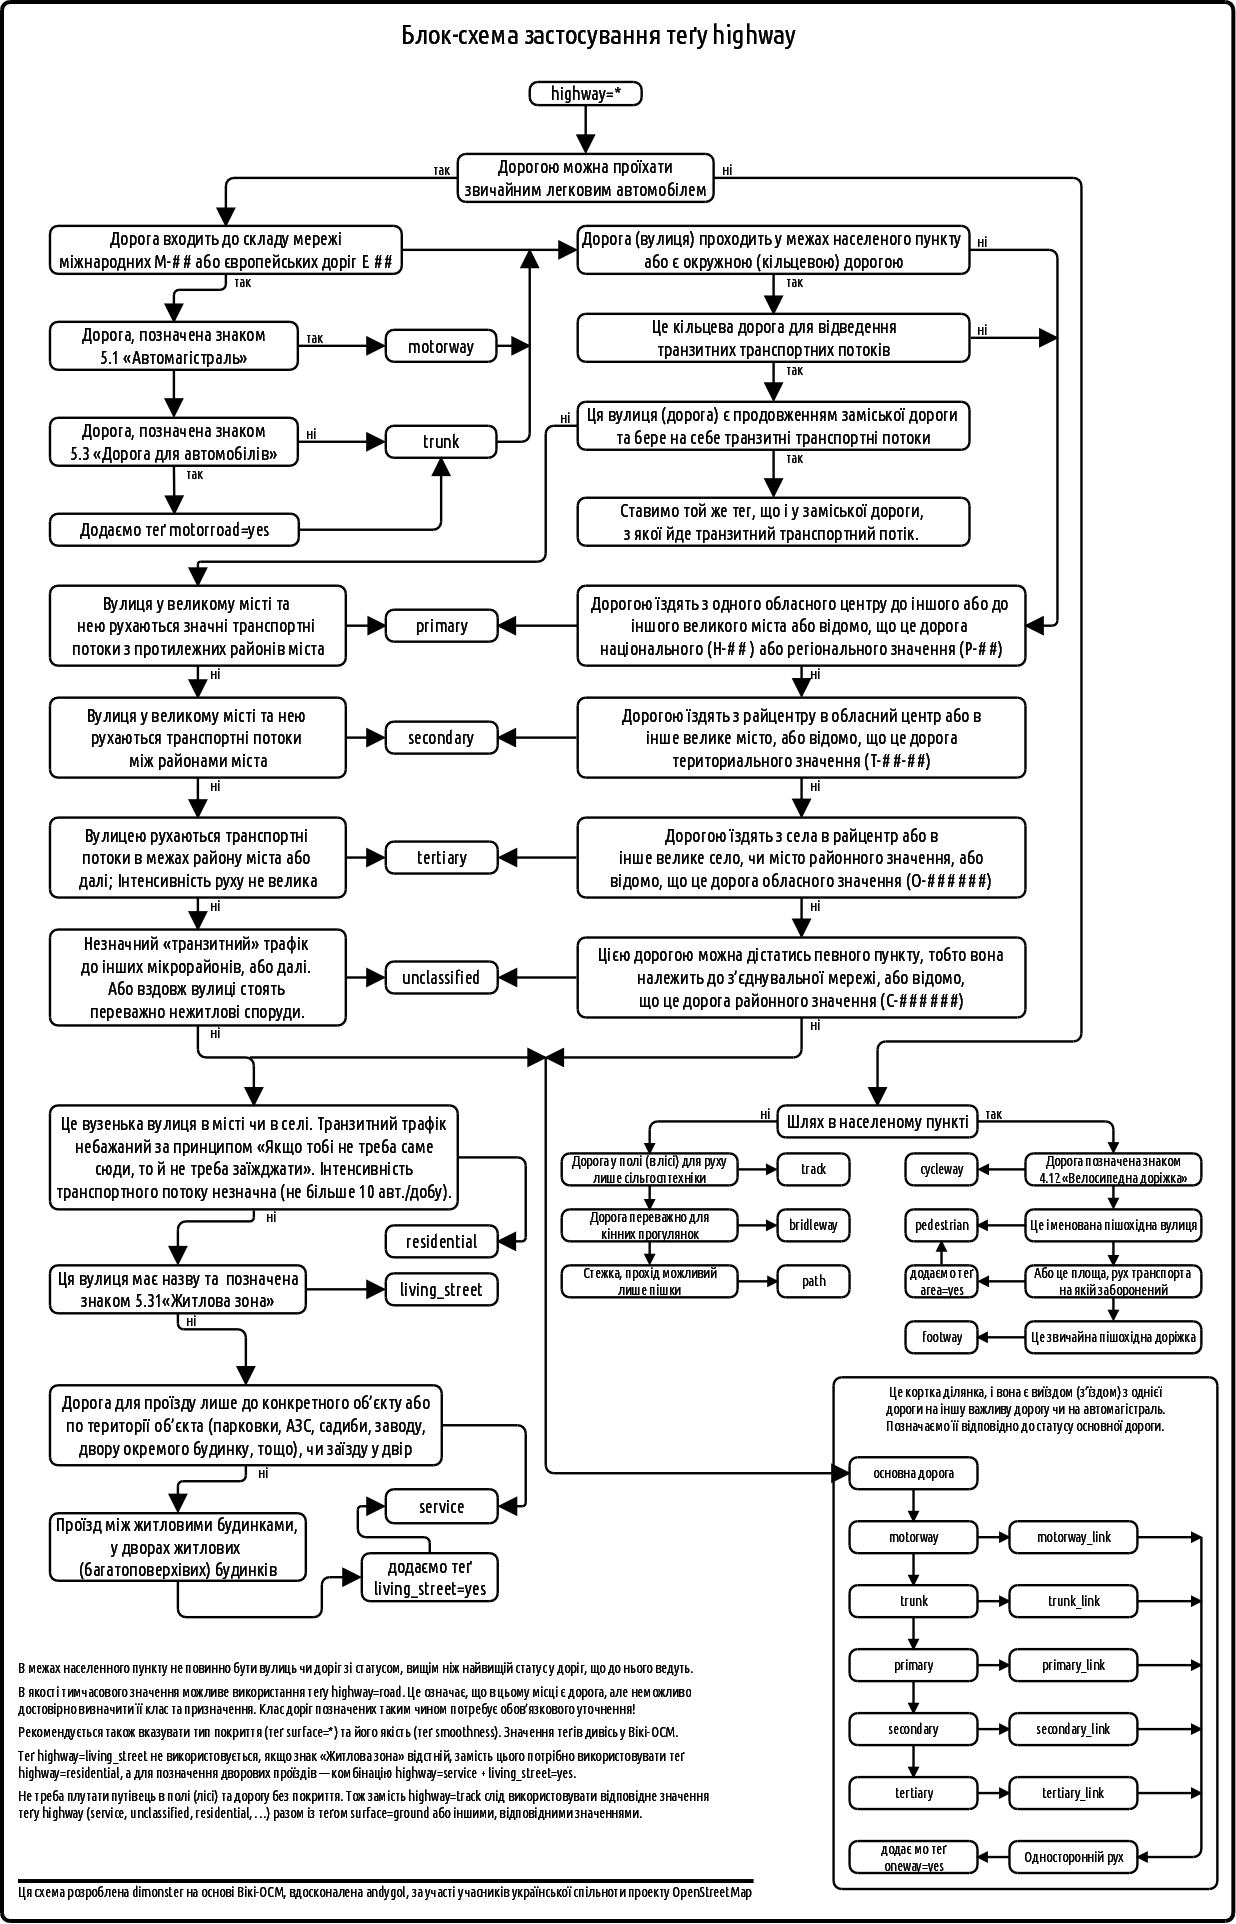 Блок-схема застосування теґу highway
highway=*
Дорогою можна проїхати
звичайним легковим автомобілем
так
ні
Дорога входить до складу мережі
міжнародних М-## або європейських доріг Е ##
так
Дорога (вулиця) проходить у межах населеного пункту
або є окружною (кільцевою) дорогою
ні
так
Дорога, позначена знаком
5.1 «Автомагістраль»
так
motorway
Це кільцева дорога для відведення
транзитних транспортних потоків
ні
так
Дорога, позначена знаком
5.3 «Дорога для автомобілів»
ні
так
trunk
ні
Ця вулиця (дорога) є продовженням заміської дороги
та бере на себе транзитні транспортні потоки
так
Додаємо теґ motorroad=yes
Ставимо той же тег, що і у заміської дороги,
з якої йде транзитний транспортний потік.
Вулиця у великому місті та
нею рухаються значні транспортні
потоки з протилежних районів міста
ні
primary
Дорогою їздять з одного обласного центру до іншого або до
іншого великого міста або відомо, що це дорога
національного (Н-## ) або регіонального значення (Р-##)
ні
Вулиця у великому місті та нею
рухаються транспортні потоки
між районами міста
ні
secondary
Дорогою їздять з райцентру в обласний центр або в
інше велике місто, або відомо, що це дорога
териториального значення (Т-##-##)
ні
Вулицею рухаються транспортні
потоки в межах району міста або
далі; Інтенсивність руху не велика
ні
tertiary
Дорогою їздять з села в райцентр або в
інше велике село, чи місто районного значення, або
відомо, що це дорога обласного значення (О-######)
ні
Незначний «транзитний» трафік
до інших мікрорайонів, або далі.
Або вздовж вулиці стоять
переважно нежитлові споруди.
ні
unclassified
Цією дорогою можна дістатись певного пункту, тобто вона
належить до з’єднувальної мережі, або відомо,
що це дорога районного значення (С-######)
ні
Це вузенька вулиця в місті чи в селі. Транзитний трафік
небажаний за принципом «Якщо тобі не треба саме
сюди, то й не треба заїжджати». Інтенсивність
транспортного потоку незначна (не більше 10 авт./добу).
ні
residential
Ця вулиця має назву та позначена
знаком 5.31«Житлова зона»
ні
living_street
Дорога для проїзду лише до конкретного об’єкту або
по території об’єкта (парковки, АЗС, садиби, заводу,
двору окремого будинку, тощо), чи заїзду у двір
ні
service
Проїзд між житловими будинками,
у дворах житлових
(багатоповерхівих) будинків
додаємо теґ
living_street=yes
ні
Шлях в населеному пункті
так
Дорога у полі (в лісі) для руху
лише сільгосптехніки
track
Дорога переважно для
кінних прогулянок
bridleway
Стежка, прохід можливий
лише пішки
path
cycleway
Дорога позначена знаком
4.12«Велосипедна доріжка»
pedestrian
Це іменована пішохідна вулиця
додаємо теґ
area=yes
Або це площа, рух транспорта
на якій заборонений
footway
Це звичайна пішохідна доріжка
Це кортка ділянка, і вона є виїздом (з’їздом) з однієї
дороги на іншу важливу дорогу чи на автомагістраль.
Позначаємо її відповідно до статусу основної дороги.
основна дорога
motorway
motorway_link
trunk
trunk_link
primary
primary_link
secondary
secondary_link
tertiary
tertiary_link
додає мо теґ
oneway=yes
Односторонній рух
В межах населенного пункту не повинно бути вулиць чи доріг зі статусом, вищім ніж найвищій статус у доріг, що до нього ведуть.
В якості тимчасового значення можливе використання теґу highway=road. Це означає, що в цьому місці є дорога, але неможливо
достовірно визначити її клас та призначення. Клас доріг позначених таким чином потребує обов’язкового уточнення!
Рекомендується також вказувати тип покриття (теґ surface=*) та його якість (теґ smoothness). Значення тегів дивісь у Вікі-ОСМ.
Теґ highway=living_street не використовується, якщо знак «Житлова зона» відстній, замість цього потрібно використовувати теґ
highway=residential, а для позначення дворових проїздів — комбінацію highway=service + living_street=yes.
Не треба плутати путівець в полі (лісі) та дорогу без покриття. Тож замість highway=track слід використовувати відповідне значення
теґу highway (service, unclassified, residential, …) разом із теґом surface=ground або іншими, відповідними значеннями.
Ця схема розроблена dimonster на основі Вікі-ОСМ, вдосконалена andygol, за участі учасників української спільноти проекту OpenStreetMap